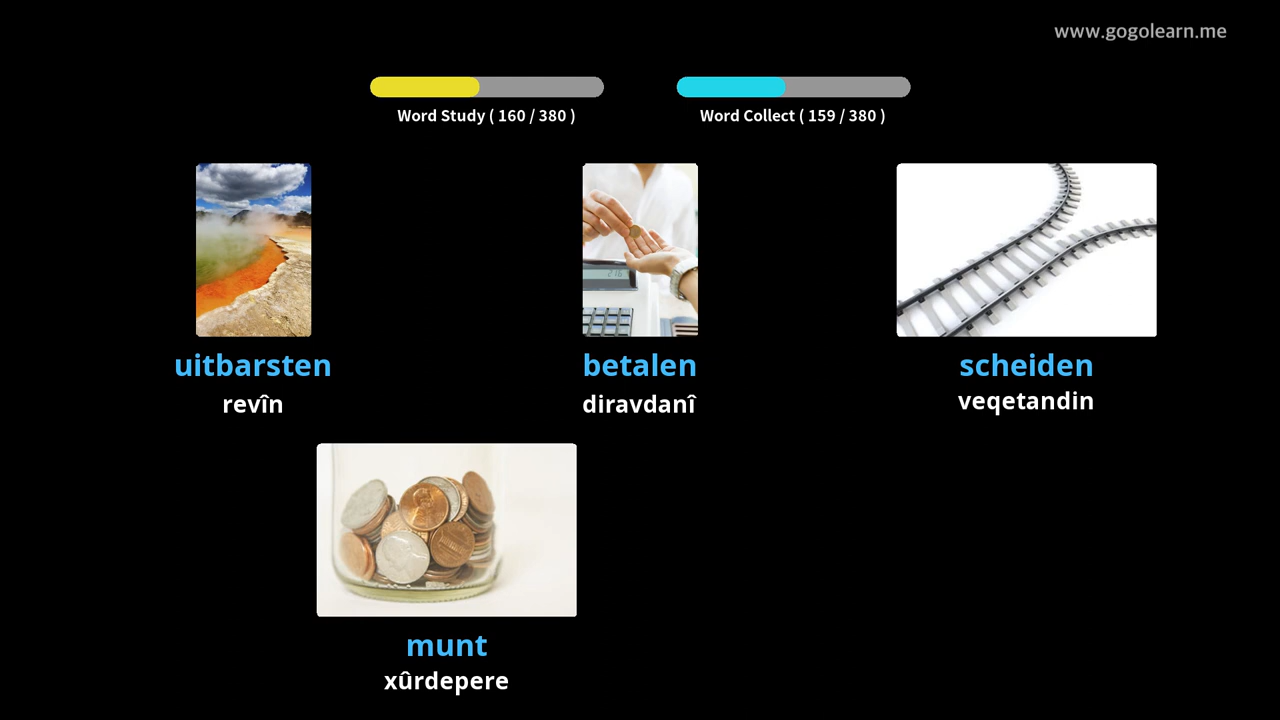 www.gogolearn.me
Word Study ( 160 / 380 )
Word Collect ( 159 / 380 )
uitbarsten
revîn
betalen
diravdanî
scheiden
veqetandin
munt
xûrdepere